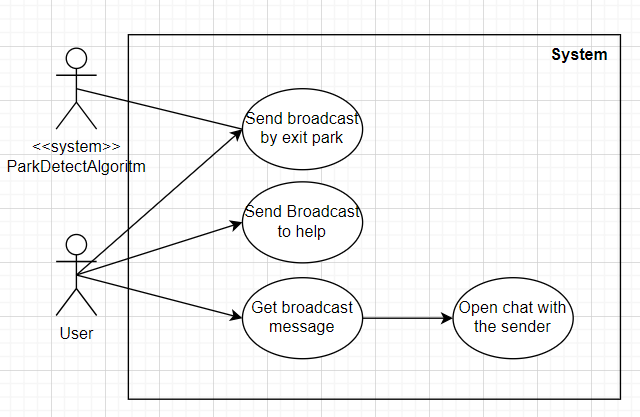 System
Send broadcast
by exit park
<<system>>
ParkDetectAlgoritm
Send Broadcast
to help
Get broadcast
message
Open chat with
the sender
User